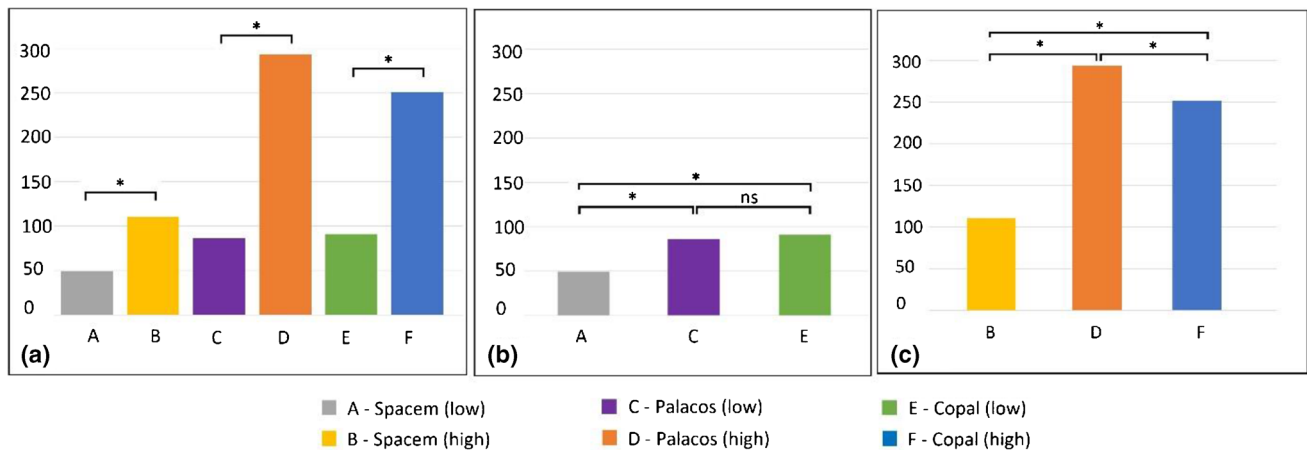 300
250
200
150
100
50
0
*
*
*
A B C D E F
(a)
300
250
200
150
100
50
0
*
*
ns
A C E
(b)
300
250
200
150
100
50
0
*
*
*
B D F
(c)
A - Spacem (low)
C - Palacos (low)
E - Copal (low)
B - Spacem (high)
D - Palacos (high)
F - Copal (high)